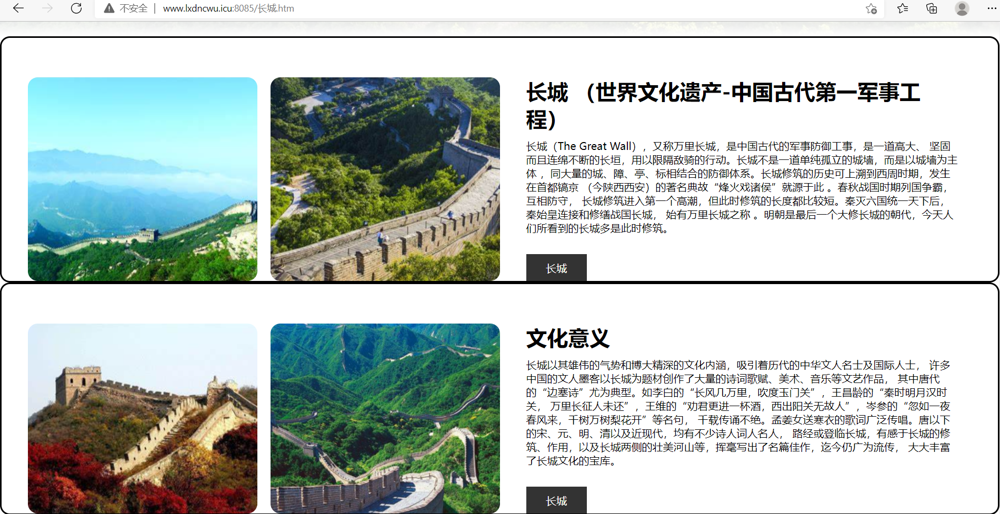 不安全 | www.lxdncwu.icu:8085/长城.htm
长城 （世界文化遗产-中国古代第一军事工
程）
长城（The Great Wall），又称万里长城，是中国古代的军事防御工事，是一道高大、 坚固
而且连绵不断的长垣，用以限隔敌骑的行动。长城不是一道单纯孤立的城墙，而是以城墙为主
体 ，同大量的城、障、亭、标相结合的防御体系。长城修筑的历史可上溯到西周时期，发生
在首都镐京 （今陕西西安）的著名典故“烽火戏诸侯”就源于此 。春秋战国时期列国争霸，
互相防守， 长城修筑进入第一个高潮，但此时修筑的长度都比较短。秦灭六国统一天下后，
秦始皇连接和修缮战国长城， 始有万里长城之称 。明朝是最后一个大修长城的朝代，今天人
们所看到的长城多是此时修筑。
长城
文化意义
长城以其雄伟的气势和博大精深的文化内涵，吸引着历代的中华文人名士及国际人士， 许多
中国的文人墨客以长城为题材创作了大量的诗词歌赋、美术、音乐等文艺作品， 其中唐代
的“边塞诗”尤为典型。如李白的“长风几万里，吹度玉门关”，王昌龄的“秦时明月汉时
关， 万里长征人未还”，王维的“劝君更进一杯酒，西出阳关无故人”，岑参的“忽如一夜
春风来，千树万树梨花开”等名句， 千载传诵不绝。孟姜女送寒衣的歌词广泛传唱。唐以下
的宋、元、明、清以及近现代，均有不少诗人词人名人， 路经或登临长城，有感于长城的修
筑、作用，以及长城两侧的壮美河山等，挥毫写出了名篇佳作，迄今仍广为流传， 大大丰富
了长城文化的宝库。
长城